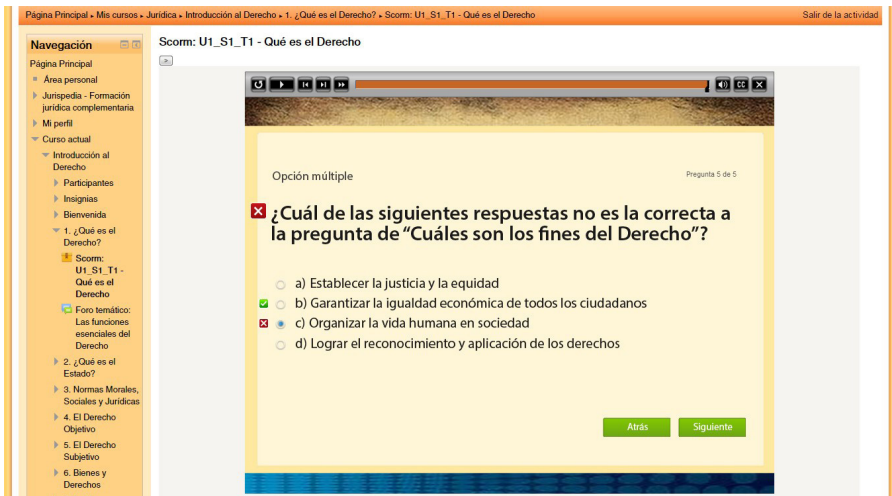 Página Principal ▸ Mis cursos ▸ Jurídica ▸ Introducción al Derecho ▸ 1. ¿Qué es el Derecho? ▸ Scorm: U1_S1_T1 - Qué es el Derecho
Salir de la actividad
Navegación
Página Principal
Área personal
Jurispedia - Formación
jurídica complementaria
Mi perfil
Curso actual
Introducción al
Derecho
Participantes
Insignias
Bienvenida
1. ¿Qué es el
Derecho?
Scorm:
U1_S1_T1 -
Qué es el
Derecho
Foro temático:
Las funciones
esenciales del
Derecho
2. ¿Qué es el
Estado?
3. Normas Morales,
Sociales y Jurídicas
4. El Derecho
Objetivo
5. El Derecho
Subjetivo
6. Bienes y
Derechos
Scorm: U1_S1_T1 - Qué es el Derecho
>
CC
Opción múltiple
Pregunta 5 de 5
¿Cuál de las siguientes respuestas no es la correcta a
la pregunta de “Cuáles son los fines del Derecho”?
a) Establecer la justicia y la equidad
b) Garantizar la igualdad económica de todos los ciudadanos
c) Organizar la vida humana en sociedad
d) Lograr el reconocimiento y aplicación de los derechos
Atrás
Siguiente